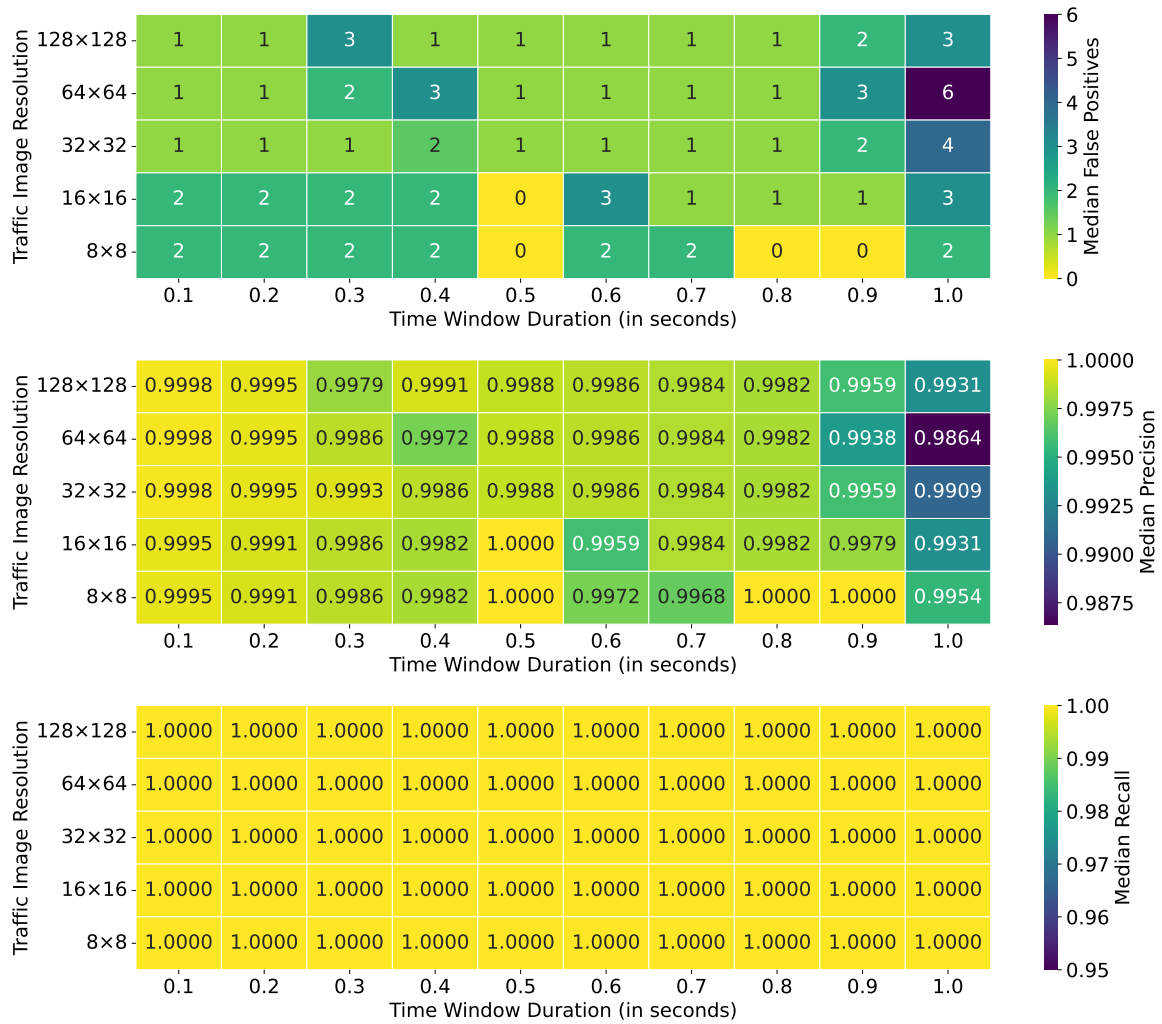 Traffic Image Resolution
128×128 1 1 3 1 1 1 1 1 2 3
64×64 1 1 2 3 1 1 1 1 3 6
32×32 1 1 1 2 1 1 1 1 2 4
16×16 2 2 2 2 0 3 1 1 1 3
8×8 2 2 2 2 0 2 2 0 0 2
0.1 0.2 0.3 0.4 0.5 0.6 0.7 0.8 0.9 1.0
Time Window Duration (in seconds)
6
5
4
3
2
1
0
Median False Positives
Traffic Image Resolution
128×128 0.9998 0.9995 0.9979 0.9991 0.9988 0.9986 0.9984 0.9982 0.9959 0.9931
64×64 0.9998 0.9995 0.9986 0.9972 0.9988 0.9986 0.9984 0.9982 0.9938 0.9864
32×32 0.9998 0.9995 0.9993 0.9986 0.9988 0.9986 0.9984 0.9982 0.9959 0.9909
16×16 0.9995 0.9991 0.9986 0.9982 1.0000 0.9959 0.9984 0.9982 0.9979 0.9931
8×8 0.9995 0.9991 0.9986 0.9982 1.0000 0.9972 0.9968 1.0000 1.0000 0.9954
0.1 0.2 0.3 0.4 0.5 0.6 0.7 0.8 0.9 1.0
Time Window Duration (in seconds)
1.0000
0.9975
0.9950
0.9925
0.9900
0.9875
Median Precision
Traffic Image Resolution
128×128 1.0000 1.0000 1.0000 1.0000 1.0000 1.0000 1.0000 1.0000 1.0000 1.0000
64×64 1.0000 1.0000 1.0000 1.0000 1.0000 1.0000 1.0000 1.0000 1.0000 1.0000
32×32 1.0000 1.0000 1.0000 1.0000 1.0000 1.0000 1.0000 1.0000 1.0000 1.0000
16×16 1.0000 1.0000 1.0000 1.0000 1.0000 1.0000 1.0000 1.0000 1.0000 1.0000
8×8 1.0000 1.0000 1.0000 1.0000 1.0000 1.0000 1.0000 1.0000 1.0000 1.0000
0.1 0.2 0.3 0.4 0.5 0.6 0.7 0.8 0.9 1.0
Time Window Duration (in seconds)
1.00
0.99
0.98
0.97
0.96
0.95
Median Recall